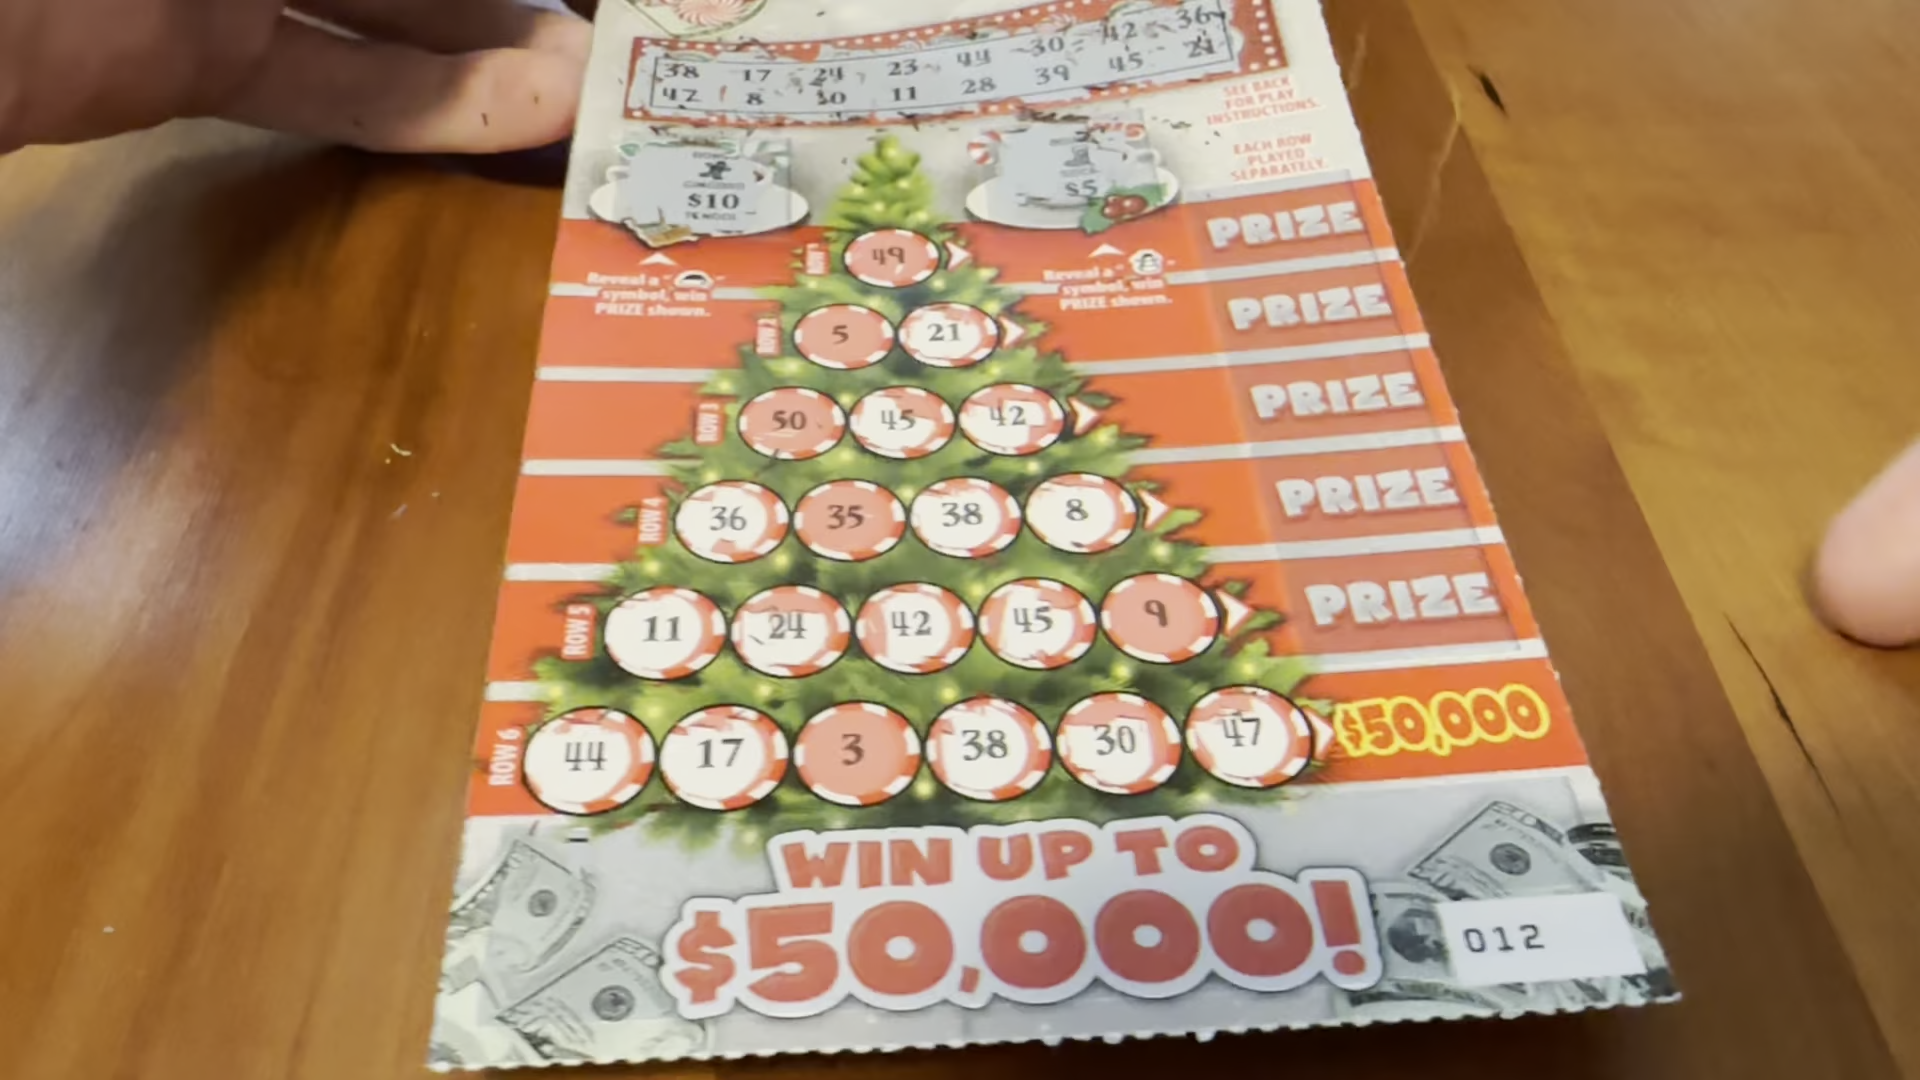 38 17 24 23 44 30 42 36
47 8 10 11 28 39 45 21
SEE BACK
FOR PLAY
INSTRUCTIONS.
EACH ROW
PLAYED
SEPARATELY.
$10
$5
Reveal a " "
symbol, win
PRIZE shown.
Reveal a " "
symbol, win
PRIZE shown.
ROW 1 49 PRIZE
ROW 2 5 21 PRIZE
ROW 3 50 45 42 PRIZE
ROW 4 36 35 38 8 PRIZE
ROW 5 11 24 42 45 9 PRIZE
ROW 6 44 17 3 38 30 47 $50,000
WIN UP TO
$50,000!
012